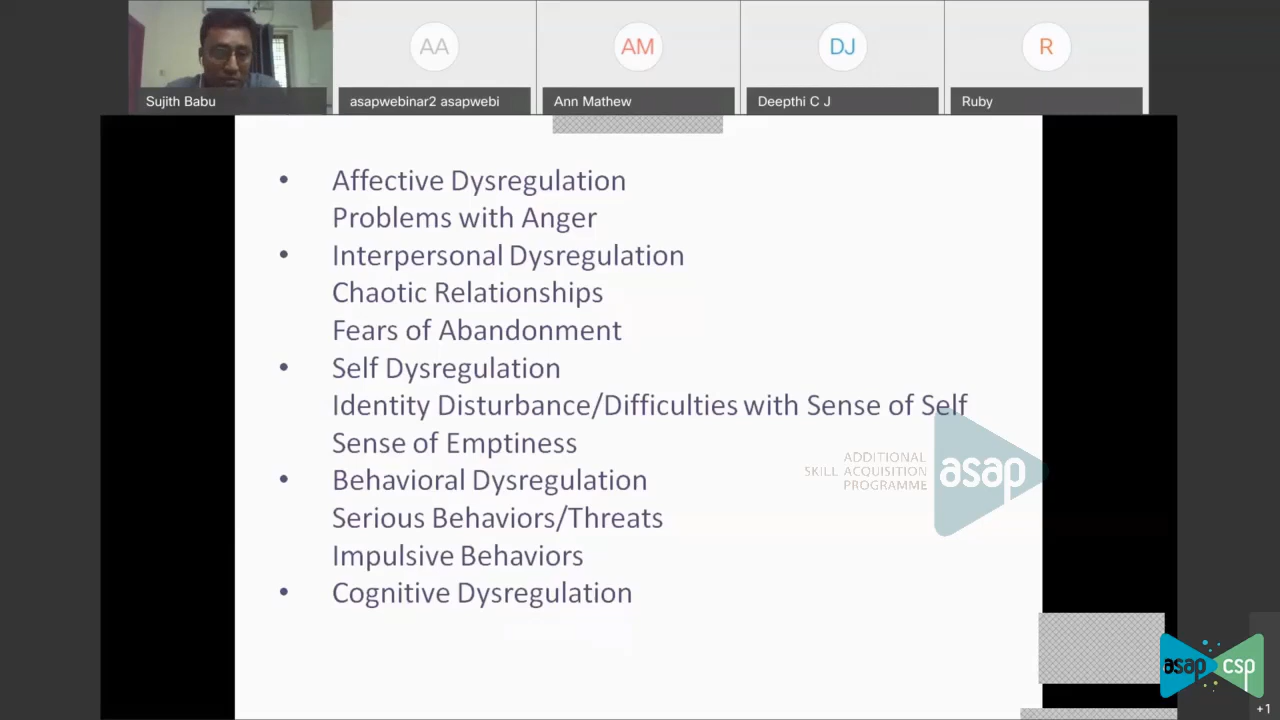 AA
AM
DJ
R
Sujith Babu
asapwebinar2 asapwebi
Ann Mathew
Deepthi C J
Ruby
• Affective Dysregulation
Problems with Anger
• Interpersonal Dysregulation
Chaotic Relationships
Fears of Abandonment
• Self Dysregulation
Identity Disturbance/Difficulties with Sense of Self
Sense of Emptiness
• Behavioral Dysregulation
Serious Behaviors/Threats
Impulsive Behaviors
• Cognitive Dysregulation
ADDITIONAL
SKILL ACQUISITION
PROGRAMME
asap
asap csp
+1